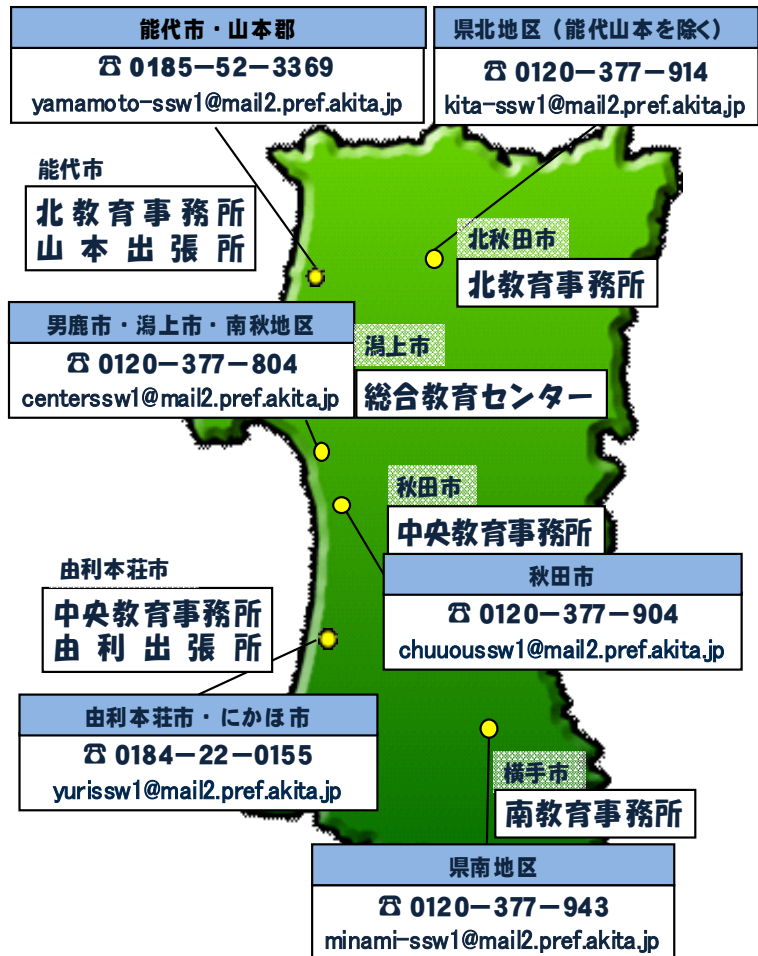 能代市・山本郡
☎ 0185－52－3369
yamamoto-ssw1@mail2.pref.akita.jp
県北地区（能代山本を除く）
☎ 0120－377－914
kita-ssw1@mail2.pref.akita.jp
能代市
北教育事務所
山本出張所
北秋田市
北教育事務所
男鹿市・潟上市・南秋地区
☎ 0120－377－804
centerssw1@mail2.pref.akita.jp
潟上市
総合教育センター
秋田市
中央教育事務所
秋田市
☎ 0120－377－904
chuuoussw1@mail2.pref.akita.jp
由利本荘市
中央教育事務所
由利出張所
由利本荘市・にかほ市
☎ 0184－22－0155
yurissw1@mail2.pref.akita.jp
横手市
南教育事務所
県南地区
☎ 0120－377－943
minami-ssw1@mail2.pref.akita.jp